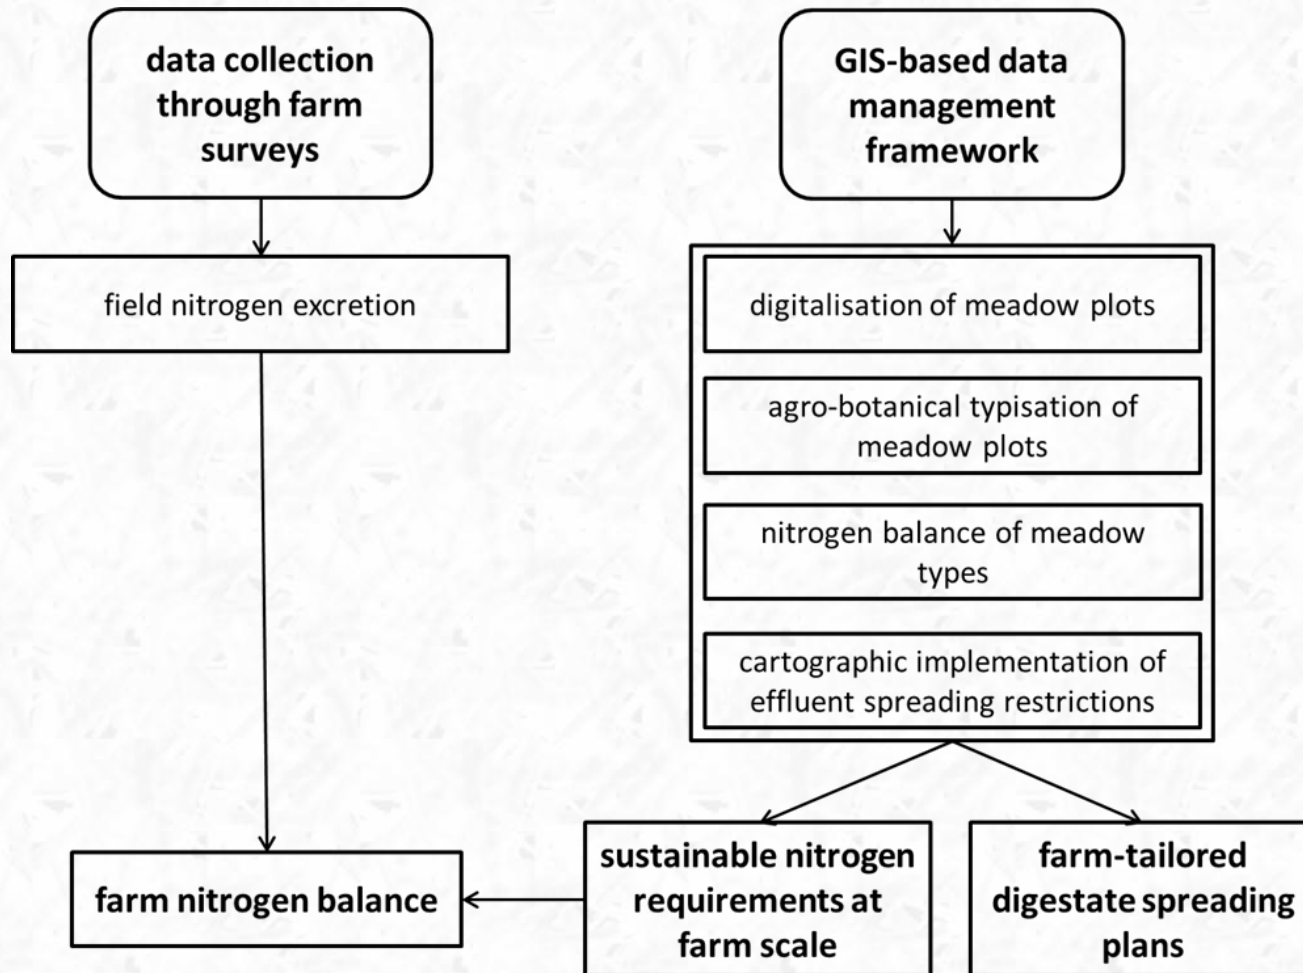 data collection
through farm
surveys
GIS-based data
management
framework
field nitrogen excretion
digitalisation of meadow plots
agro-botanical typisation of
meadow plots
nitrogen balance of meadow
types
cartographic implementation of
effluent spreading restrictions
farm nitrogen balance
sustainable nitrogen
requirements at
farm scale
farm-tailored
digestate spreading
plans